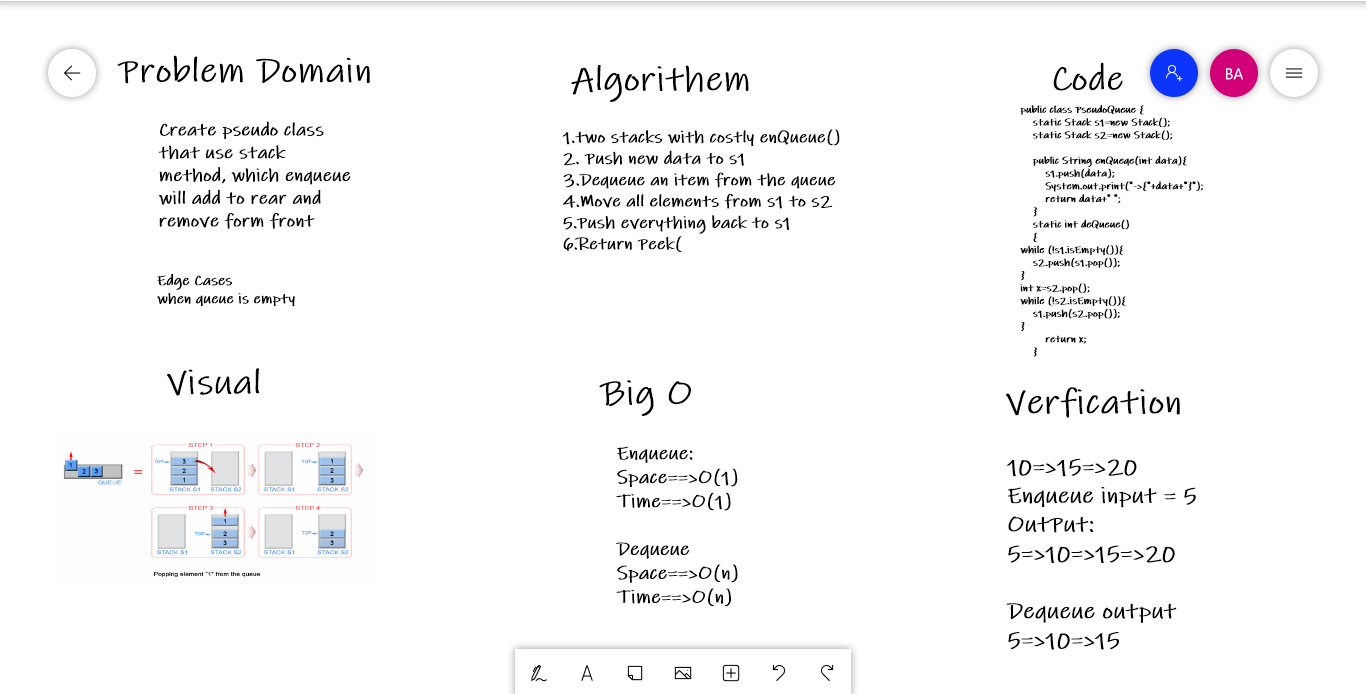 Problem Domain
Create pseudo class
that use stack
method, which enqueue
will add to rear and
remove form front
Edge Cases
when queue is empty
Algorithem
1.two stacks with costly enQueue()
2. Push new data to s1
3.Dequeue an item from the queue
4.Move all elements from s1 to s2
5.Push everything back to s1
6.Return Peek(
Code
BA
public class PseudoQueue {
static Stack s1=new Stack();
static Stack s2=new Stack();
public String enQueqe(int data){
s1.push(data);
System.out.print("->{"+data+"}");
return data+" ";
}
static int deQueue()
{
while (!s1.isEmpty()){
s2.push(s1.pop());
}
int x=s2.pop();
while (!s2.isEmpty()){
s1.push(s2.pop());
}
return x;
}
Visual
1
2 3
QUEUE
=
STEP 1
TOP
3
2
1
STACK S1 STACK S2
STEP 2
TOP
1
2
3
STACK S1 STACK S2
STEP 3
1
TOP
2
3
STACK S1 STACK S2
STEP 4
TOP
2
3
STACK S1 STACK S2
Popping element "1" from the queue
Big O
Enqueue:
Space==>O(1)
Time==>O(1)
Dequeue
Space==>O(n)
Time==>O(n)
Verfication
10=>15=>20
Enqueue input = 5
OutPut:
5=>10=>15=>20
Dequeue output
5=>10=>15
A